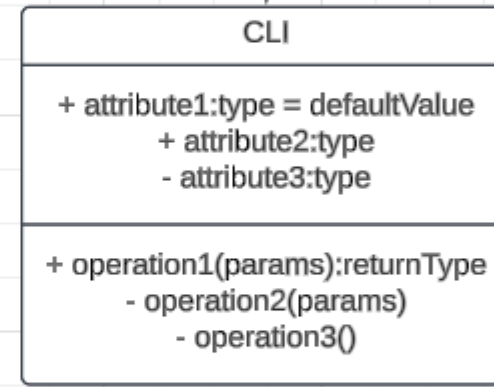 CLI
+ attribute1:type = defaultValue
+ attribute2:type
- attribute3:type
+ operation1(params):returnType
- operation2(params)
- operation3()